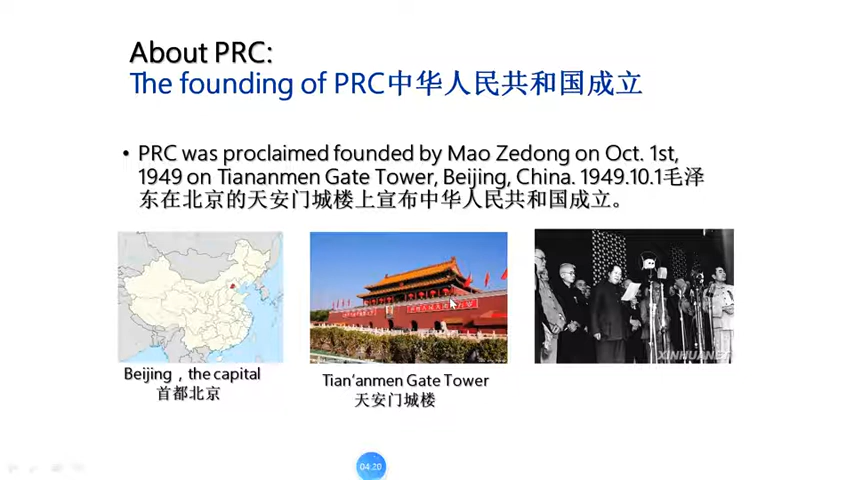 About PRC:
The founding of PRC中华人民共和国成立
• PRC was proclaimed founded by Mao Zedong on Oct. 1st,
1949 on Tiananmen Gate Tower, Beijing, China. 1949.10.1毛泽
东在北京的天安门城楼上宣布中华人民共和国成立。
XINHUANE
Beijing，the capital
首都北京
Tian'anmen Gate Tower
天安门城楼
04:20